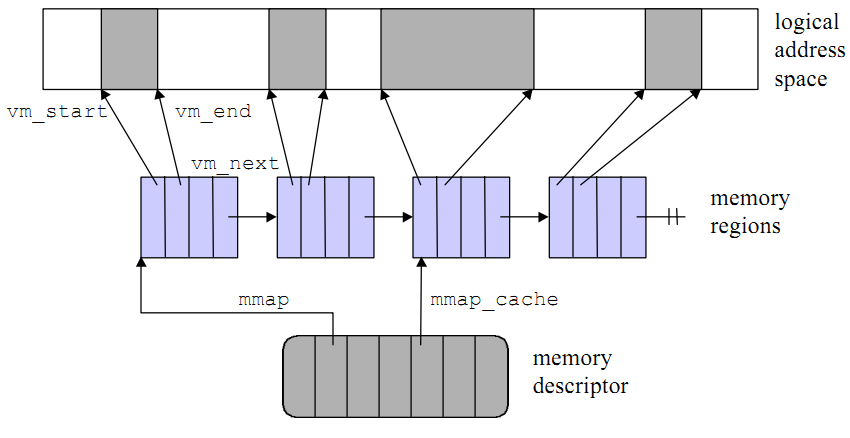 logical
address
space
vm_start
vm_end
vm_next
memory
regions
mmap
mmap_cache
memory
descriptor